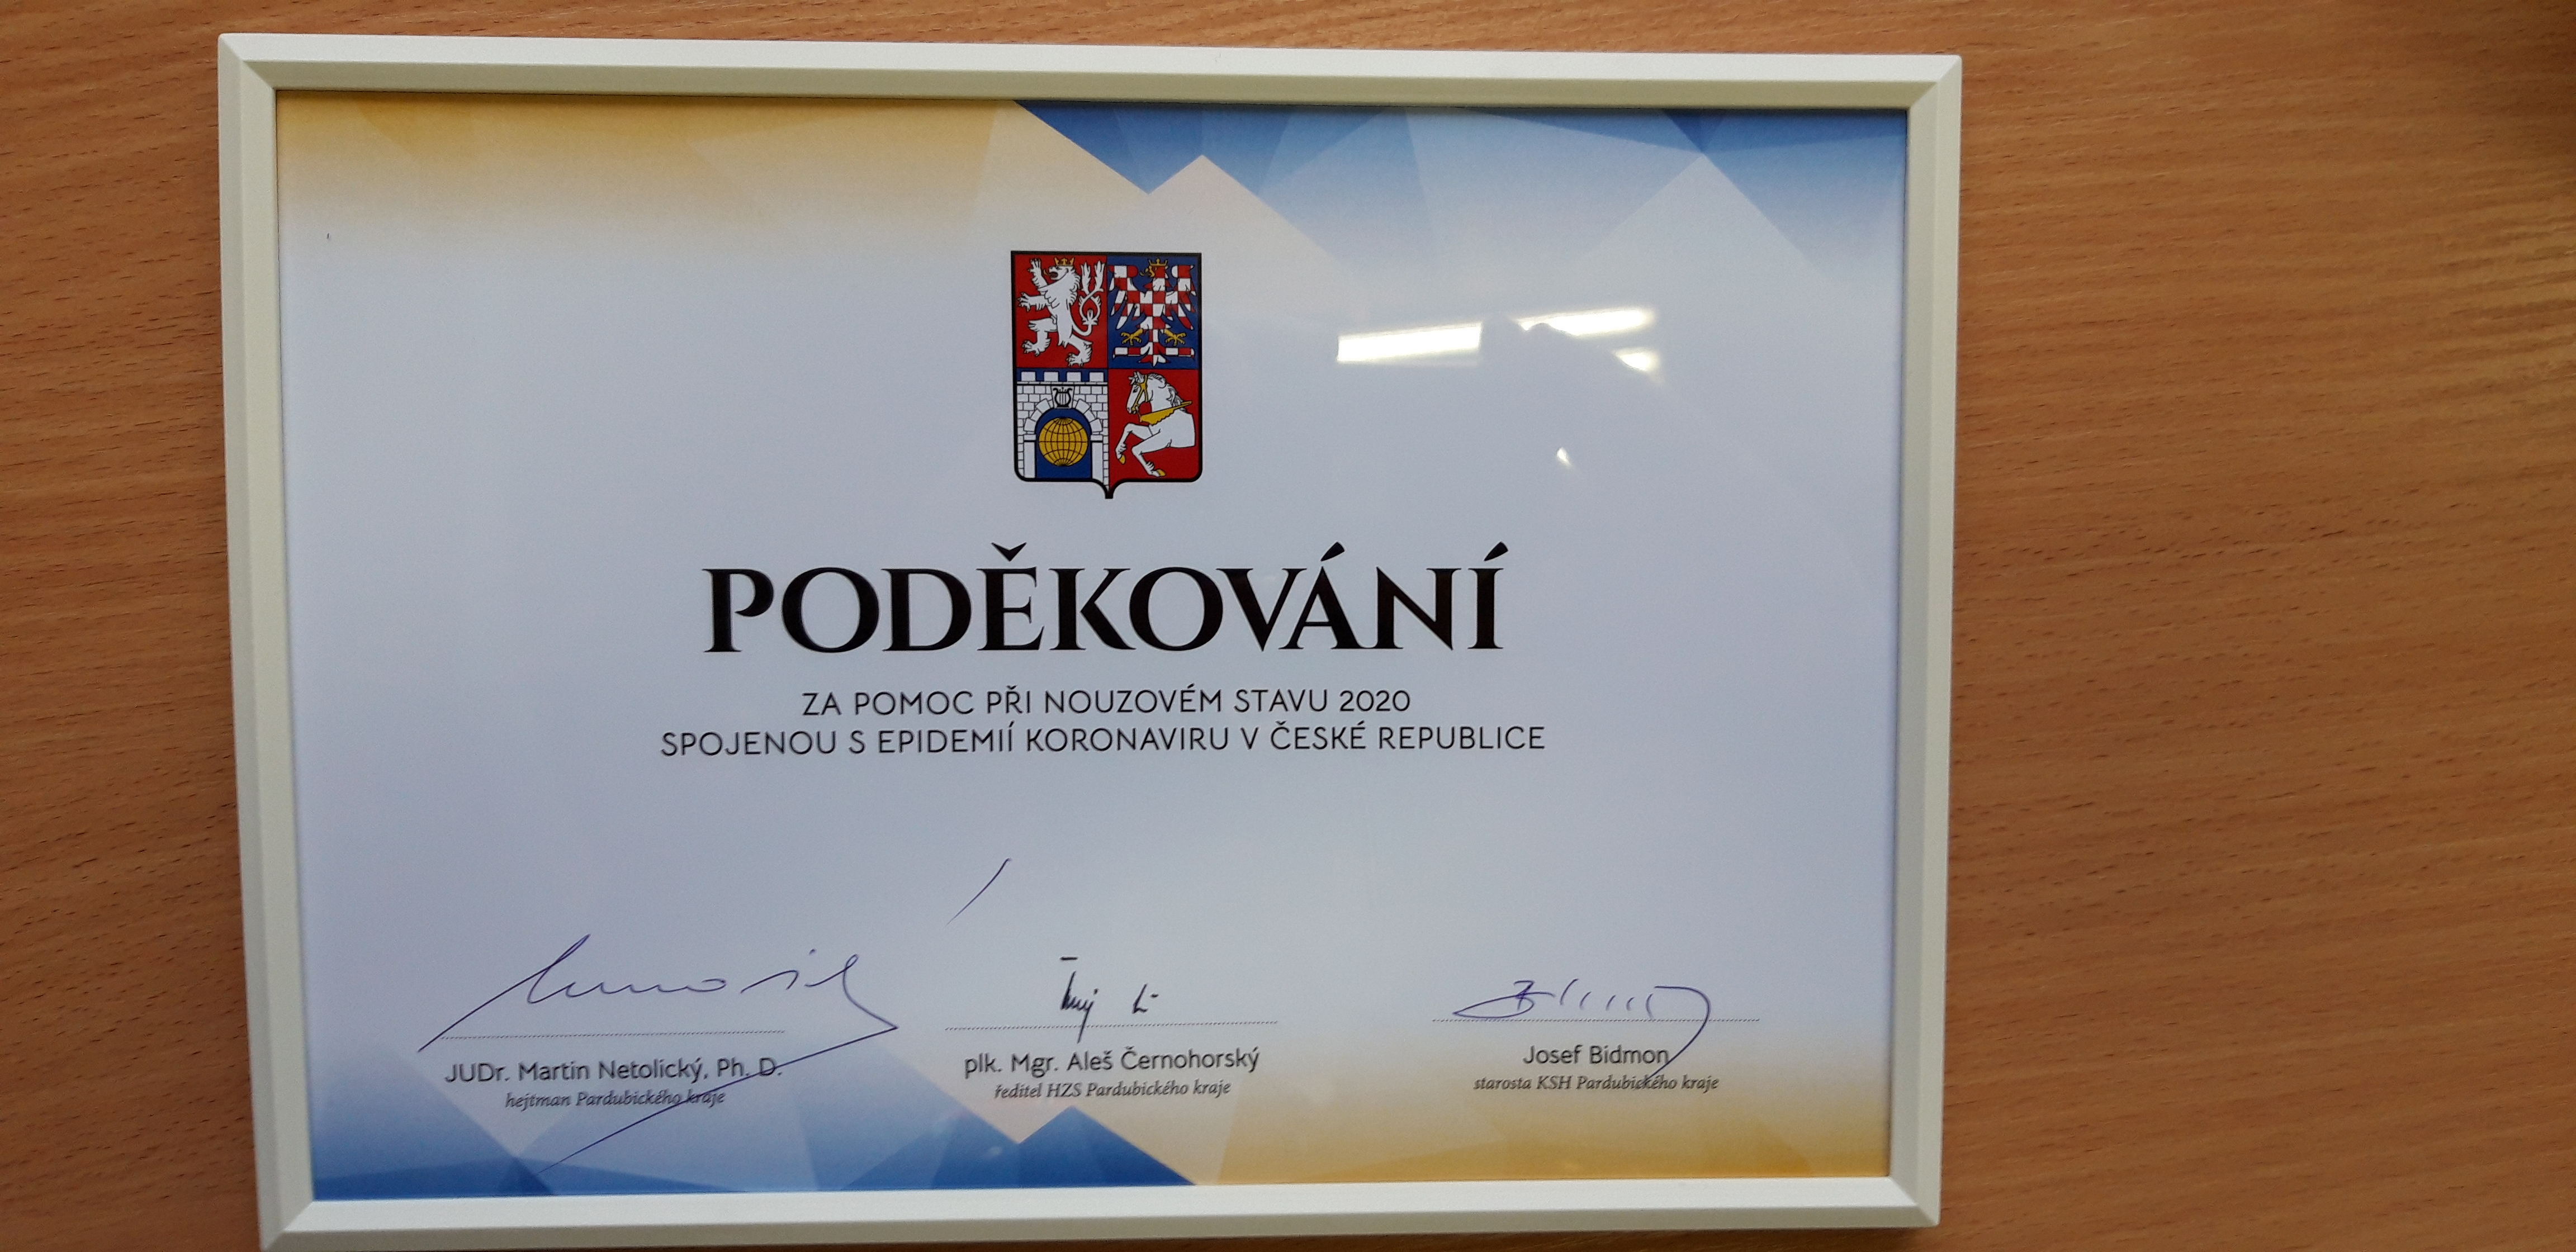 PODĚKOVÁNÍ
ZA POMOC PŘI NOUZOVÉM STAVU 2020
SPOJENOU S EPIDEMIÍ KORONAVIRU V ČESKÉ REPUBLICE
JUDr. Martin Netolický, Ph. D.
hejtman Pardubického kraje
plk. Mgr. Aleš Černohorský
ředitel HZS Pardubického kraje
Josef Bidmon
starosta KSH Pardubického kraje